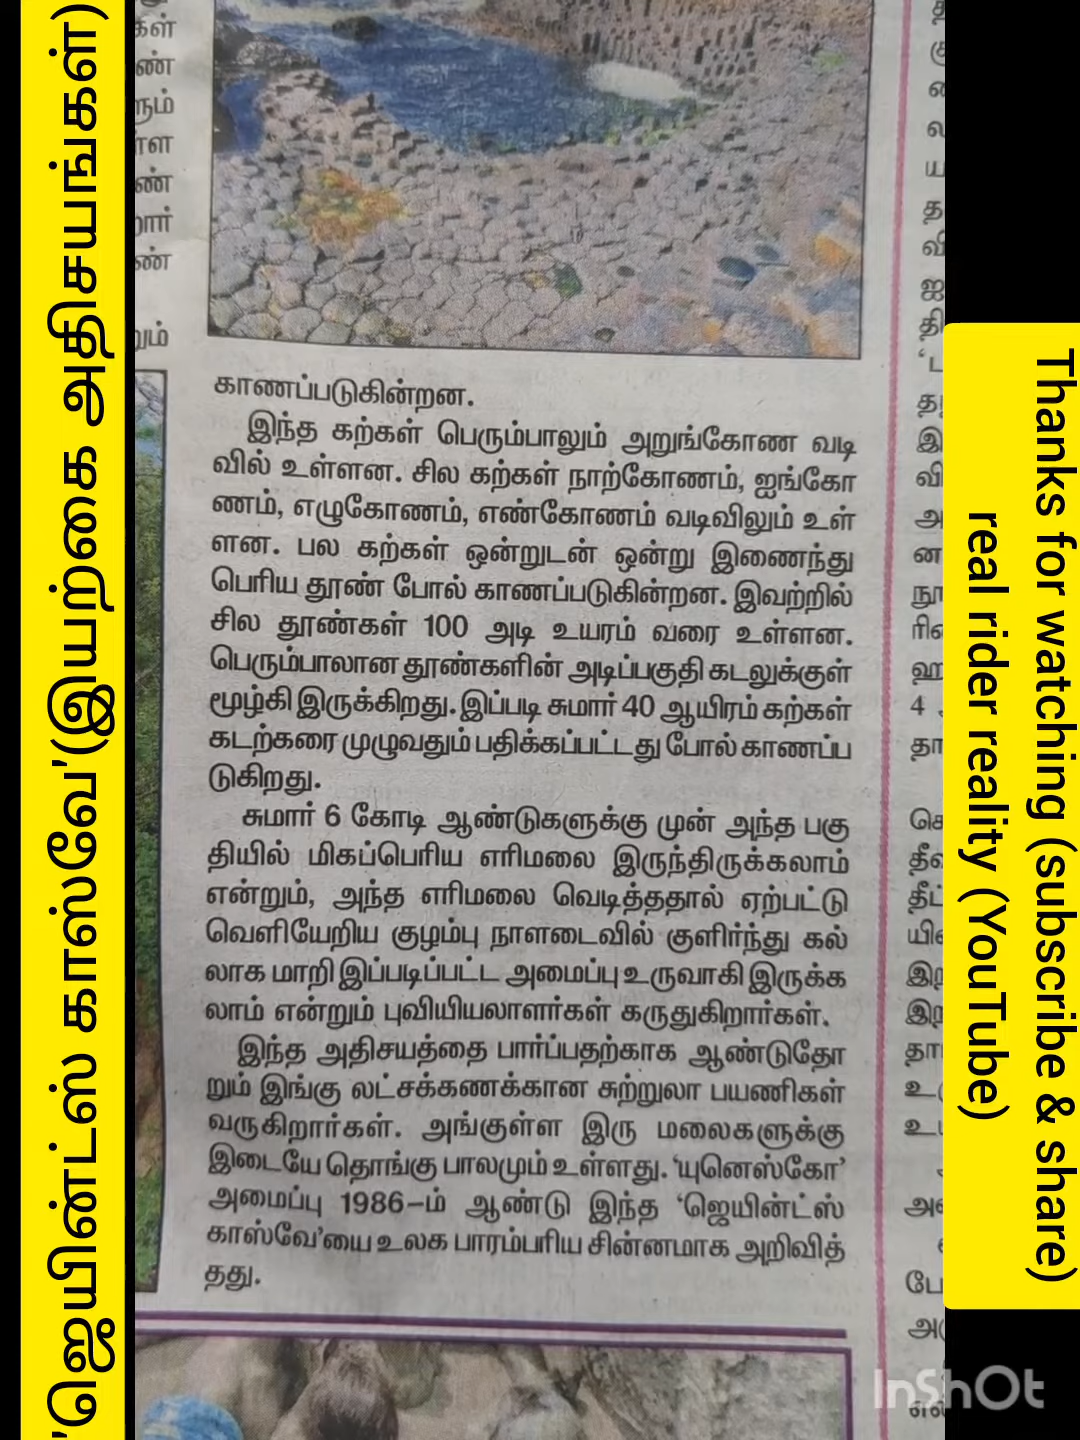 'ஜெயின்ட்ஸ் காஸ்வே'(இயற்கை அதிசயங்கள்)
காணப்படுகின்றன.
இந்த கற்கள் பெரும்பாலும் அறுங்கோண வடி
வில் உள்ளன. சில கற்கள் நாற்கோணம், ஐங்கோ
ணம், எழுகோணம், எண்கோணம் வடிவிலும் உள்
ளன. பல கற்கள் ஒன்றுடன் ஒன்று இணைந்து
பெரிய தூண் போல் காணப்படுகின்றன. இவற்றில்
சில தூண்கள் 100 அடி உயரம் வரை உள்ளன.
பெரும்பாலான தூண்களின் அடிப்பகுதி கடலுக்குள்
மூழ்கி இருக்கிறது. இப்படி சுமார் 40 ஆயிரம் கற்கள்
கடற்கரை முழுவதும் பதிக்கப்பட்டது போல் காணப்ப
டுகிறது.
சுமார் 6 கோடி ஆண்டுகளுக்கு முன் அந்த பகு
தியில் மிகப்பெரிய எரிமலை இருந்திருக்கலாம்
என்றும், அந்த எரிமலை வெடித்ததால் ஏற்பட்டு
வெளியேறிய குழம்பு நாளடைவில் குளிர்ந்து கல்
லாக மாறி இப்படிப்பட்ட அமைப்பு உருவாகி இருக்க
லாம் என்றும் புவியியலாளர்கள் கருதுகிறார்கள்.
இந்த அதிசயத்தை பார்ப்பதற்காக ஆண்டுதோ
றும் இங்கு லட்சக்கணக்கான சுற்றுலா பயணிகள்
வருகிறார்கள். அங்குள்ள இரு மலைகளுக்கு
இடையே தொங்கு பாலமும் உள்ளது. 'யுனெஸ்கோ'
அமைப்பு 1986–ம் ஆண்டு இந்த 'ஜெயின்ட்ஸ்
காஸ்வே'யை உலக பாரம்பரிய சின்னமாக அறிவித்
தது.
Thanks for watching (subscribe & share)
real rider reality (YouTube)
InShOt